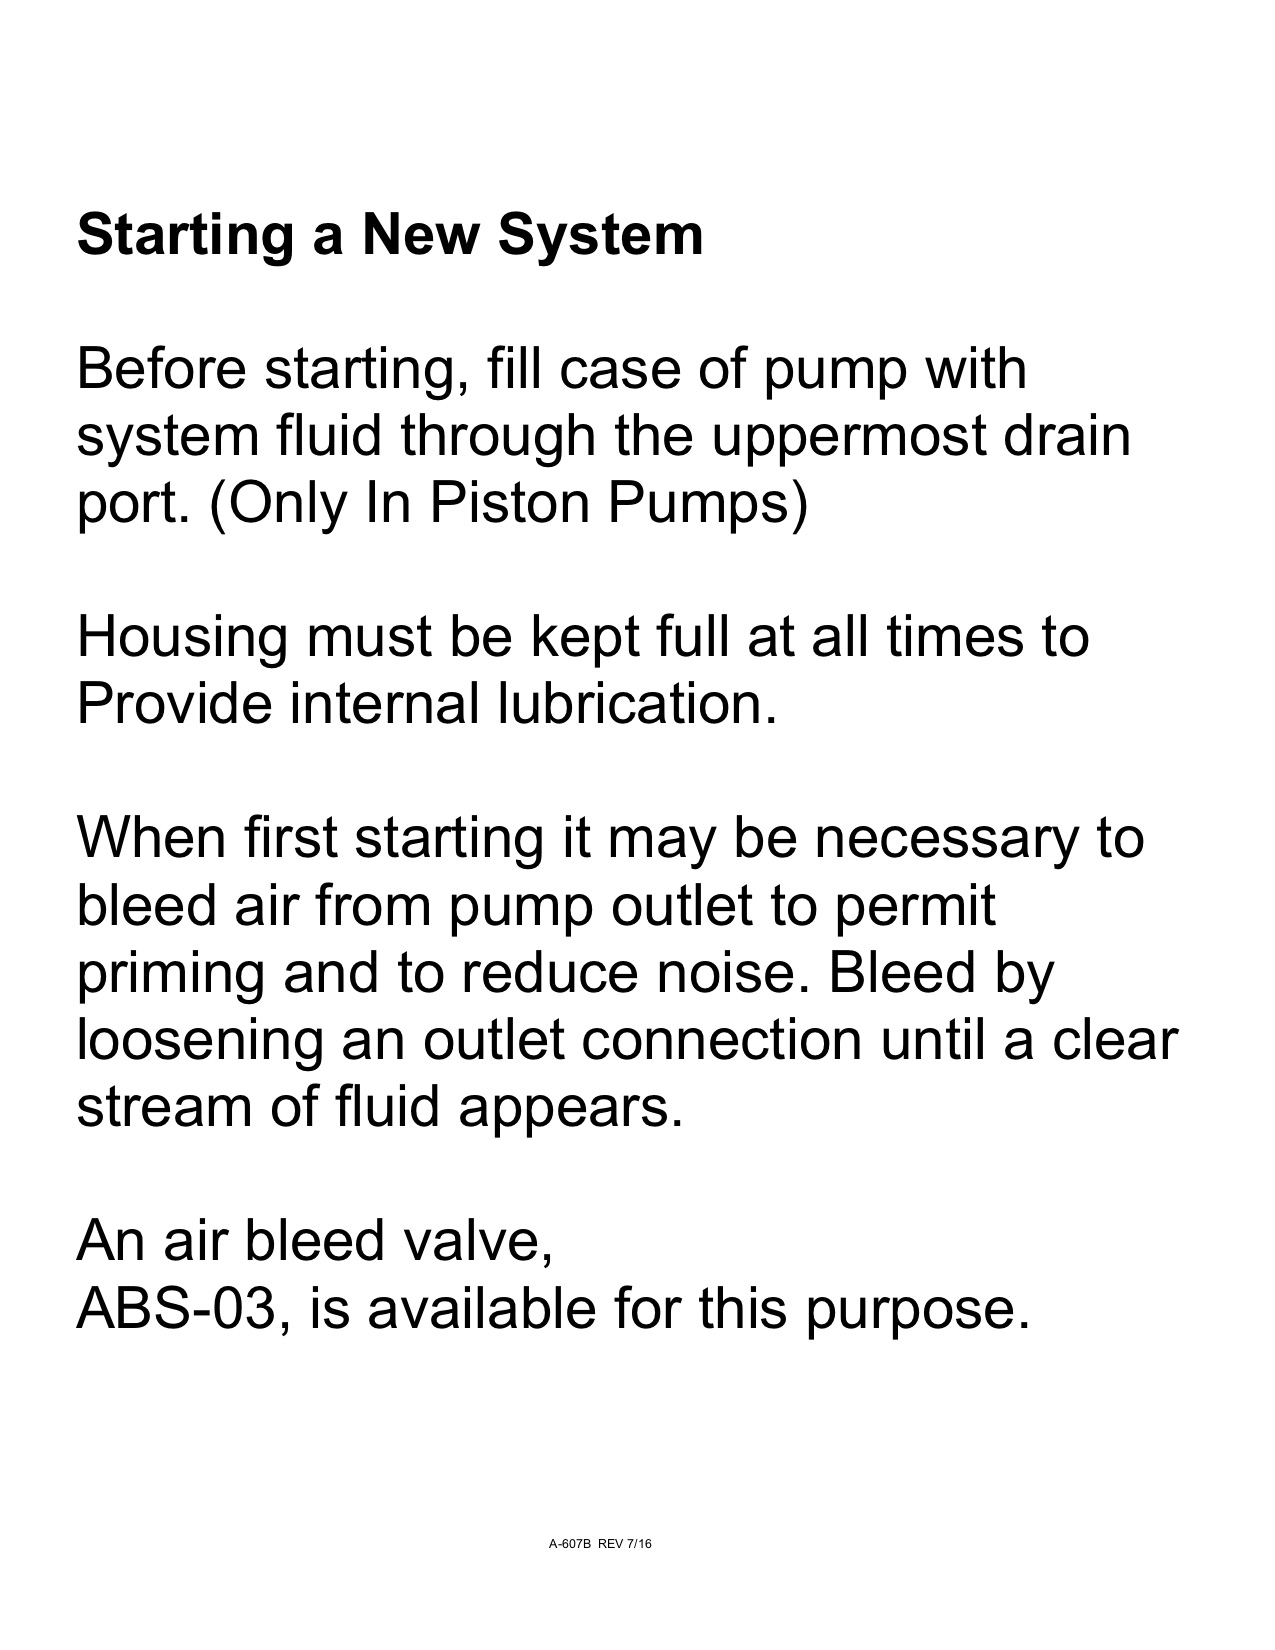 Starting a New System
Before starting, fill case of pump with
system fluid through the uppermost drain
port. (Only In Piston Pumps)
Housing must be kept full at all times to
Provide internal lubrication.
When first starting it may be necessary to
bleed air from pump outlet to permit
priming and to reduce noise. Bleed by
loosening an outlet connection until a clear
stream of fluid appears.
An air bleed valve,
ABS-03, is available for this purpose.
A-607B  REV 7/16